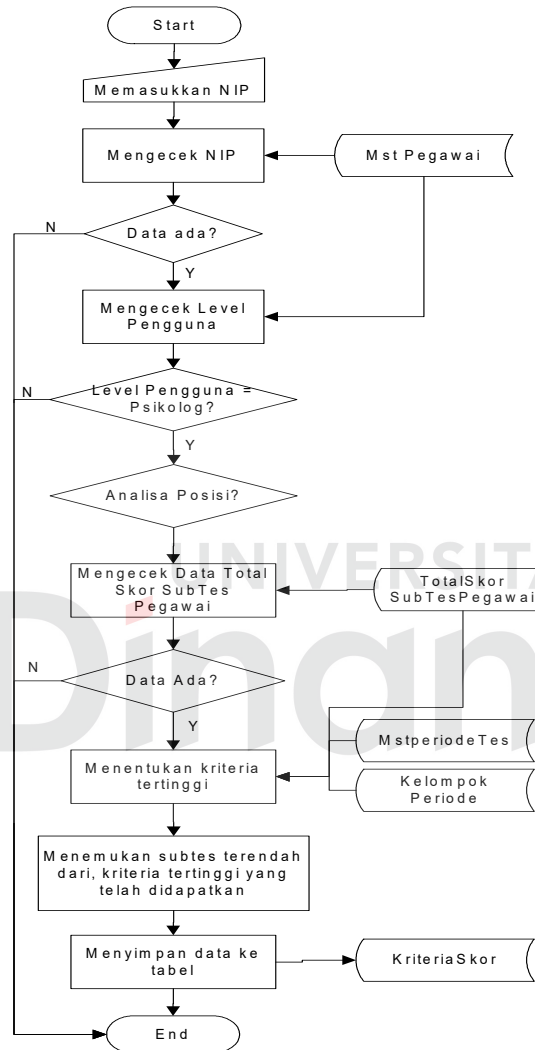 Start
Memasukkan NIP
Mengecek NIP
Mst Pegawai
N
Data ada?
Y
Mengecek Level
Pengguna
N
Level Pengguna =
Psikolog?
Y
Analisa Posisi?
UNIVERSITA
Mengecek Data Total
Skor SubTes
Pegawai
TotalSkor
SubTesPegawai
Dinam
N
Data Ada?
Y
MstperiodeTes
Menentukan kriteria
tertinggi
Kelompok
Periode
Menemukan subtes terendah
dari, kriteria tertinggi yang
telah didapatkan
Menyimpan data ke
tabel
KriteriaSkor
End